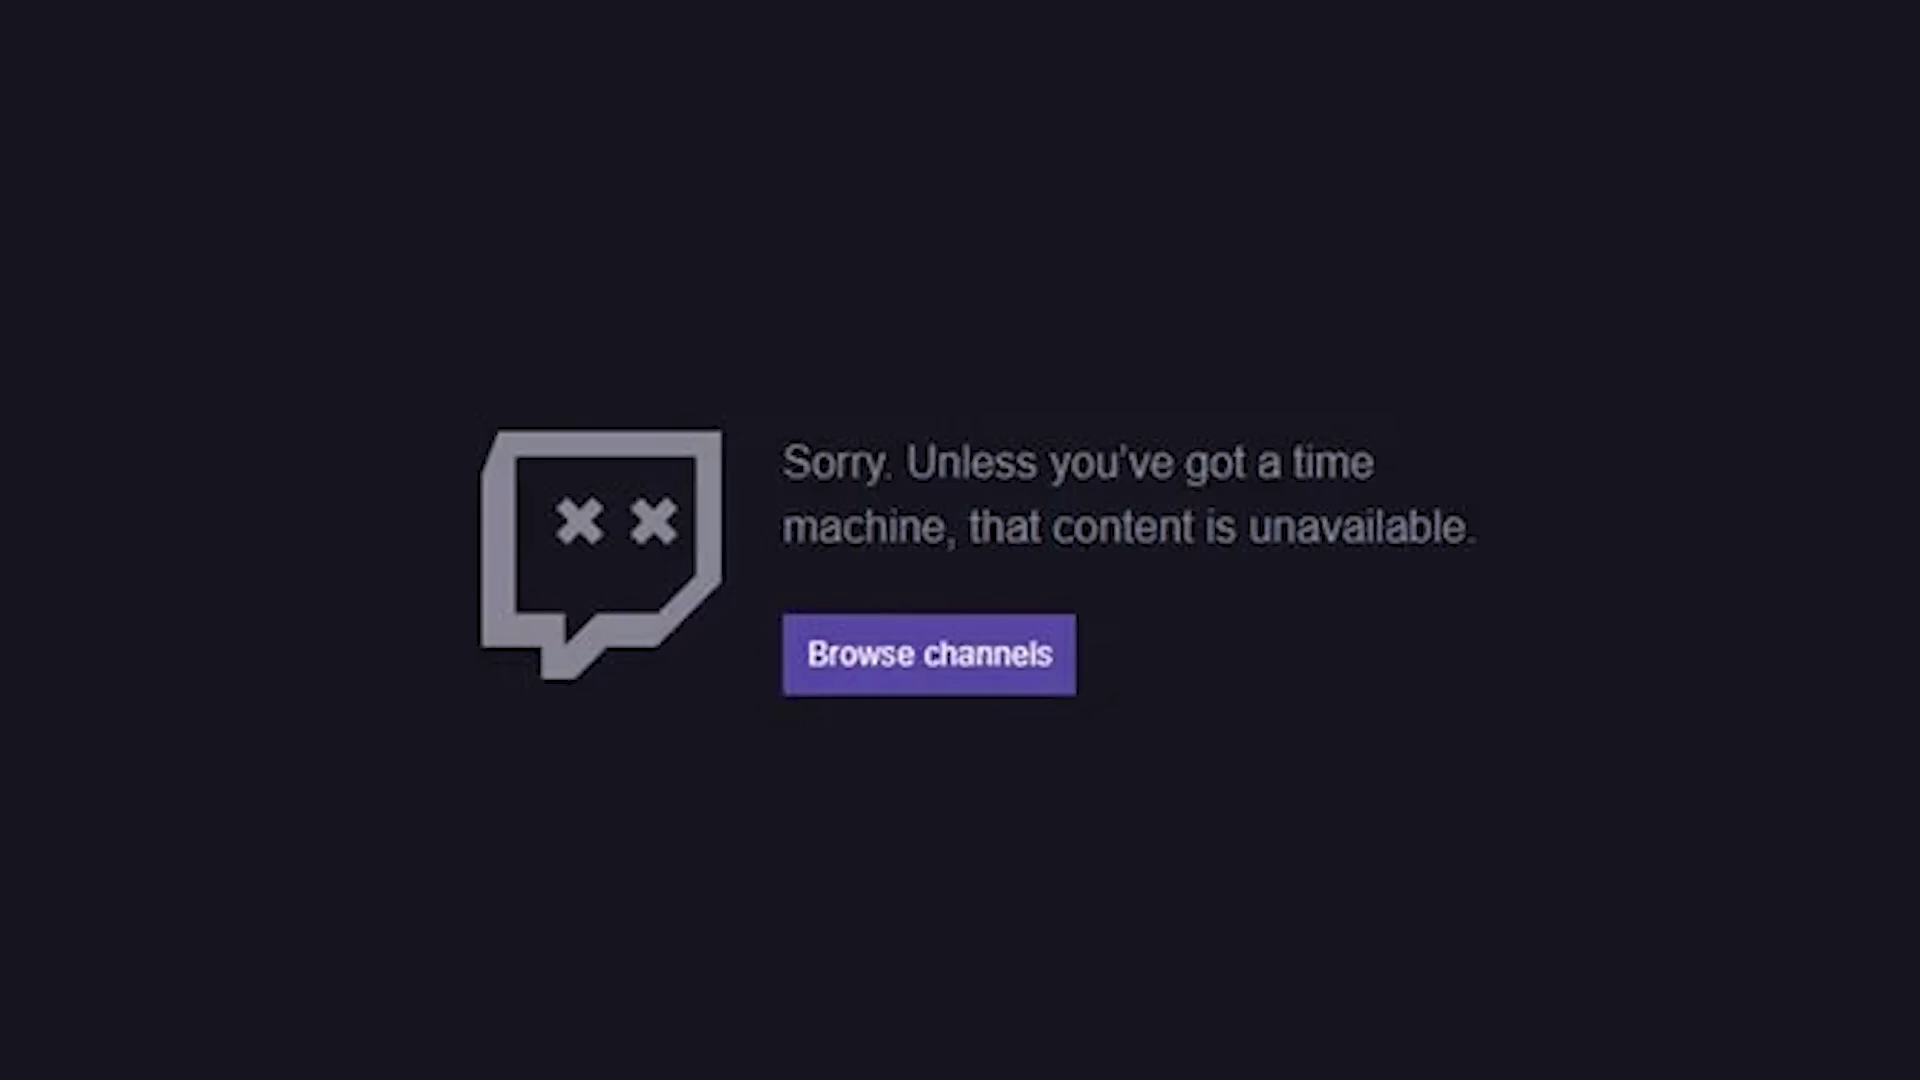 Sorry. Unless you've got a time
machine, that content is unavailable.
Browse channels